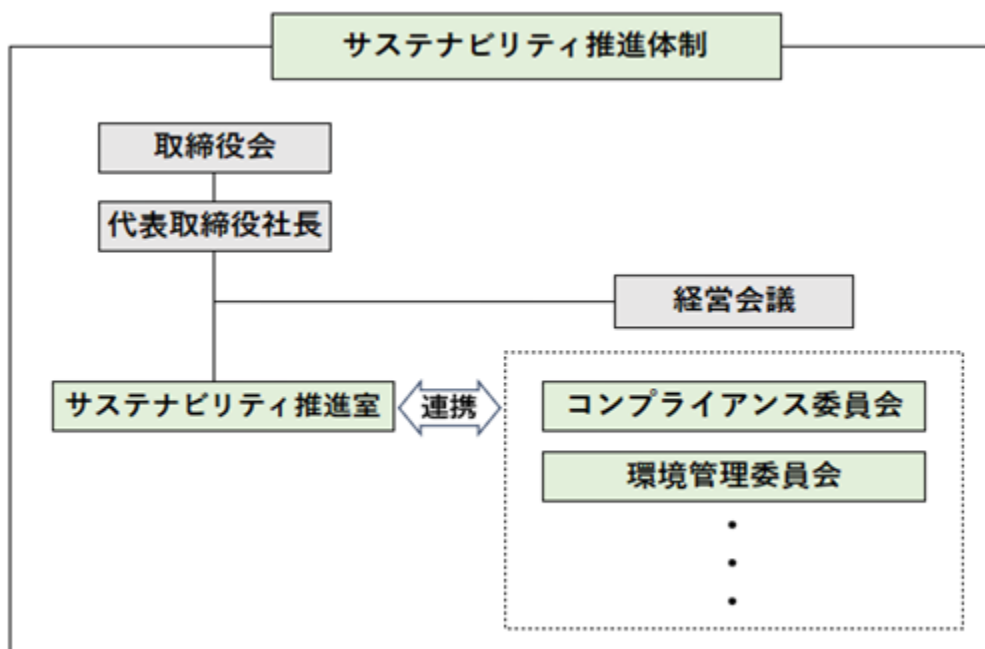 サステナビリティ推進体制
取締役会
代表取締役社長
経営会議
サステナビリティ推進室
連携
コンプライアンス委員会
環境管理委員会
・
・
・